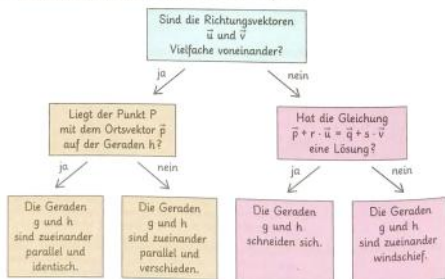 Sind die Richtungsvektoren
u⃗ und v⃗
Vielfache voneinander?
ja
nein
Liegt der Punkt P
mit dem Ortsvektor p⃗
auf der Geraden h?
Hat die Gleichung
p⃗ + r · u⃗ = q⃗ + s · v⃗
eine Lösung?
ja
nein
ja
nein
Die Geraden
g und h
sind zueinander
parallel und
identisch.
Die Geraden
g und h
sind zueinander
parallel und
verschieden.
Die Geraden
g und h
schneiden sich.
Die Geraden
g und h
sind zueinander
windschief.